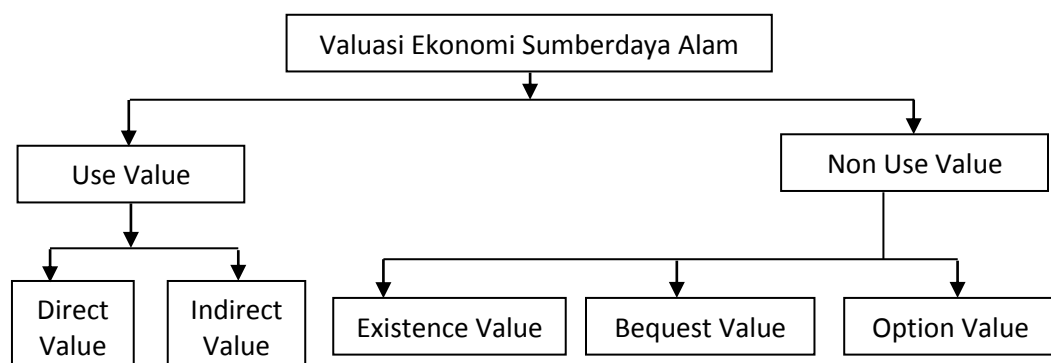 Valuasi Ekonomi Sumberdaya Alam
Use Value
Non Use Value
Direct
Value
Indirect
Value
Existence Value
Bequest Value
Option Value